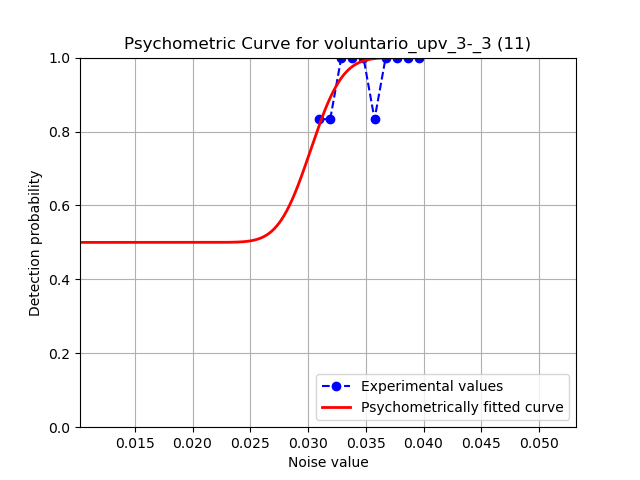 Psychometric Curve for voluntario_upv_3-_3 (11)
1.0
0.8
0.6
0.4
0.2
0.0
Detection probability
0.015 0.020 0.025 0.030 0.035 0.040 0.045 0.050
Noise value
Experimental values
Psychometrically fitted curve